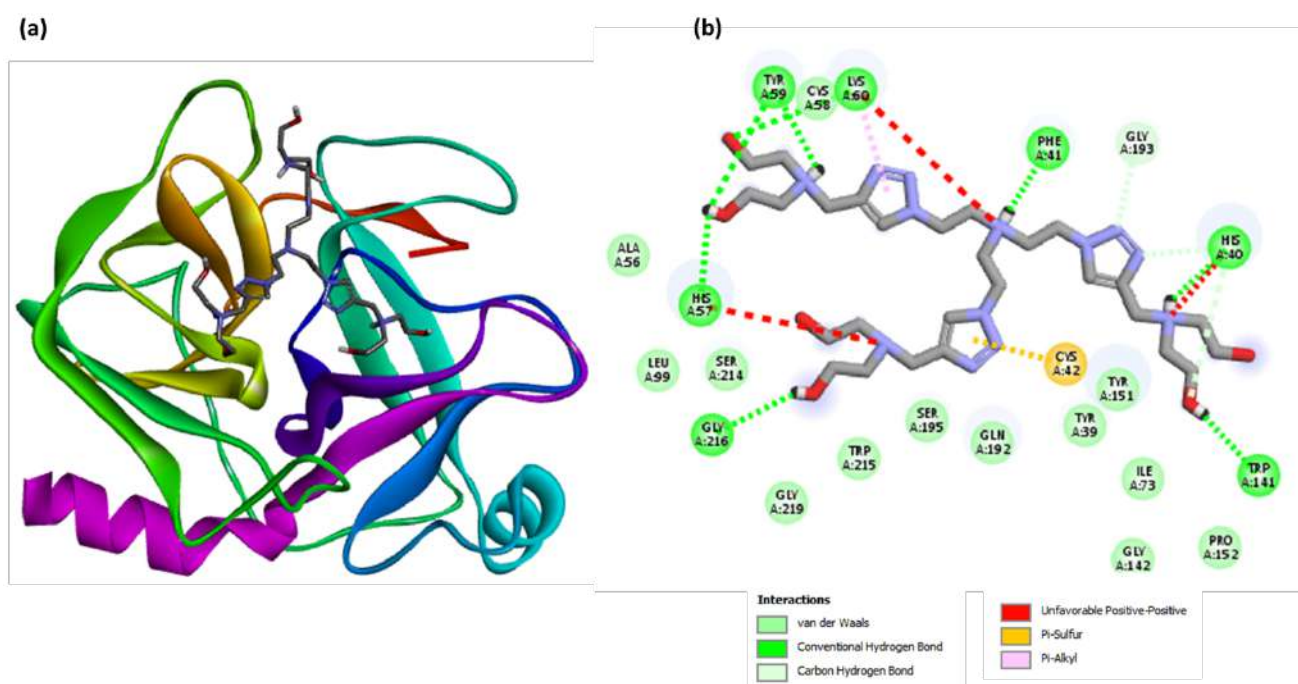 (a)
(b)
TYR
A:59
CYS
A:58
LYS
A:60
PHE
A:41
GLY
A:193
HIS
A:40
ALA
A:56
HIS
A:57
LEU
A:99
SER
A:214
CYS
A:42
TYR
A:151
GLY
A:216
SER
A:195
GLN
A:192
TYR
A:39
TRP
A:215
ILE
A:73
TRP
A:141
GLY
A:219
GLY
A:142
PRO
A:152
Interactions
van der Waals
Conventional Hydrogen Bond
Carbon Hydrogen Bond
Unfavorable Positive-Positive
Pi-Sulfur
Pi-Alkyl